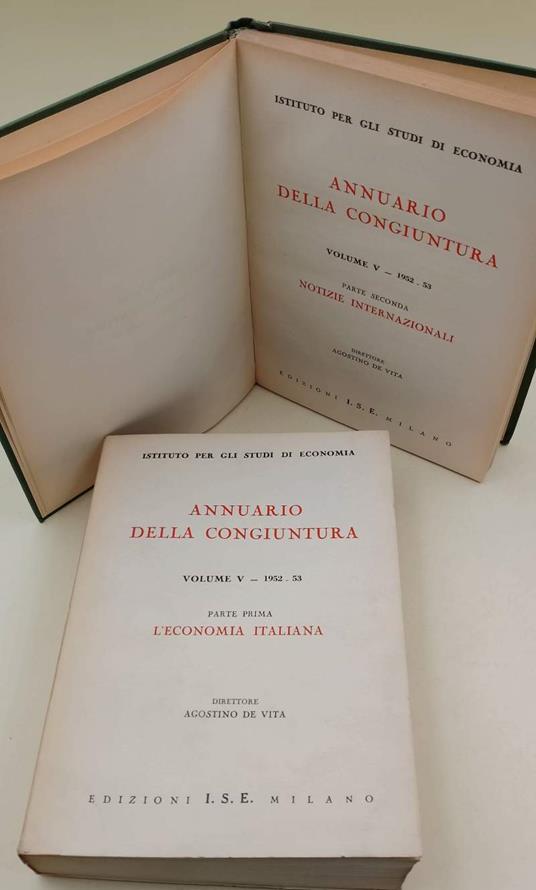 ISTITUTO PER GLI STUDI DI ECONOMIA
ANNUARIO
DELLA CONGIUNTURA
VOLUME V — 1952 . 53
PARTE SECONDA
NOTIZIE INTERNAZIONALI
DIRETTORE
AGOSTINO DE VITA
EDIZIONI I. S. E. MILANO
ISTITUTO PER GLI STUDI DI ECONOMIA
ANNUARIO
DELLA CONGIUNTURA
VOLUME V — 1952 . 53
PARTE PRIMA
L'ECONOMIA ITALIANA
DIRETTORE
AGOSTINO DE VITA
EDIZIONI I. S. E. MILANO